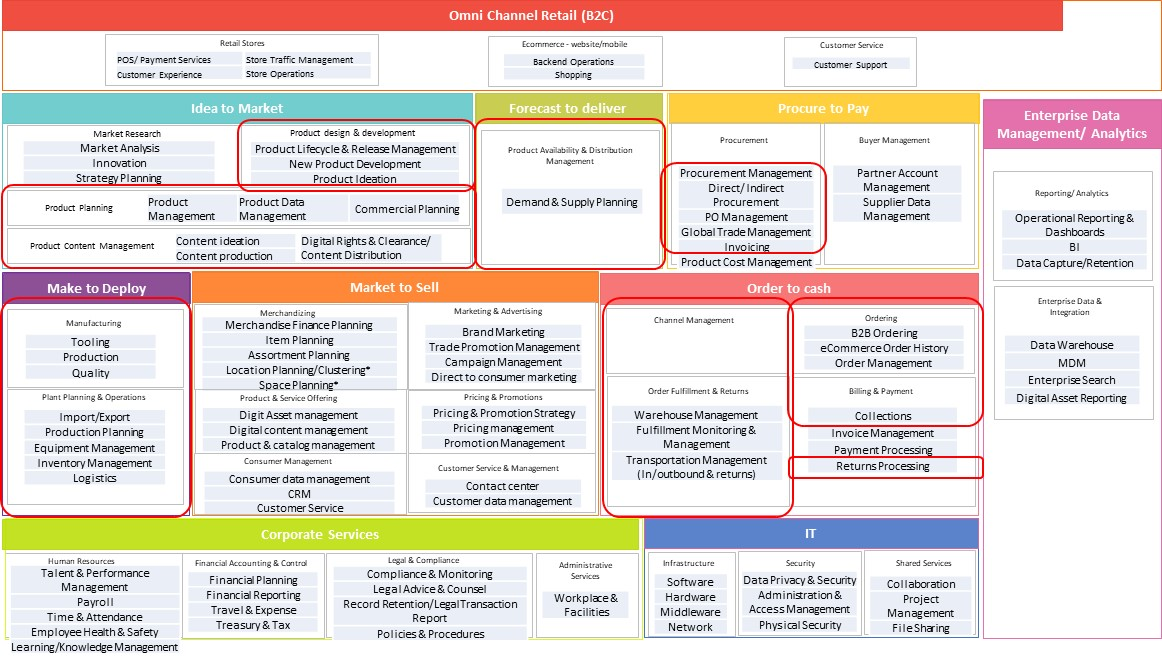 Omni Channel Retail (B2C)
Retail Stores
POS/ Payment Services
Store Traffic Management
Customer Experience
Store Operations
Ecommerce - website/mobile
Backend Operations
Shopping
Customer Service
Customer Support
Idea to Market
Market Research
Market Analysis
Innovation
Strategy Planning
Product design & development
Product Lifecycle & Release Management
New Product Development
Product Ideation
Product Planning
Product
Management
Product Data
Management
Commercial Planning
Product Content Management
Content ideation
Content production
Digital Rights & Clearance/
Content Distribution
Forecast to deliver
Product Availability & Distribution
Management
Demand & Supply Planning
Procure to Pay
Procurement
Procurement Management
Direct/ Indirect
Procurement
PO Management
Global Trade Management
Invoicing
Product Cost Management
Buyer Management
Partner Account
Management
Supplier Data
Management
Enterprise Data
Management/ Analytics
Reporting/ Analytics
Operational Reporting &
Dashboards
BI
Data Capture/Retention
Enterprise Data &
Integration
Data Warehouse
MDM
Enterprise Search
Digital Asset Reporting
Make to Deploy
Manufacturing
Tooling
Production
Quality
Plant Planning & Operations
Import/Export
Production Planning
Equipment Management
Inventory Management
Logistics
Market to Sell
Merchandizing
Merchandise Finance Planning
Item Planning
Assortment Planning
Location Planning/Clustering*
Space Planning*
Product & Service Offering
Digit Asset management
Digital content management
Product & catalog management
Consumer Management
Consumer data management
CRM
Customer Service
Marketing & Advertising
Brand Marketing
Trade Promotion Management
Campaign Management
Direct to consumer marketing
Pricing & Promotions
Pricing & Promotion Strategy
Pricing management
Promotion Management
Customer Service & Management
Contact center
Customer data management
Order to cash
Channel Management
Order Fulfillment & Returns
Warehouse Management
Fulfillment Monitoring &
Management
Transportation Management
(In/outbound & returns)
Ordering
B2B Ordering
eCommerce Order History
Order Management
Billing & Payment
Collections
Invoice Management
Payment Processing
Returns Processing
Corporate Services
Human Resources
Talent & Performance
Management
Payroll
Time & Attendance
Employee Health & Safety
Learning/Knowledge Management
Financial Accounting & Control
Financial Planning
Financial Reporting
Travel & Expense
Treasury & Tax
Legal & Compliance
Compliance & Monitoring
Legal Advice & Counsel
Record Retention/Legal Transaction
Report
Policies & Procedures
Administrative
Services
Workplace &
Facilities
IT
Infrastructure
Software
Hardware
Middleware
Network
Security
Data Privacy & Security
Administration &
Access Management
Physical Security
Shared Services
Collaboration
Project
Management
File Sharing